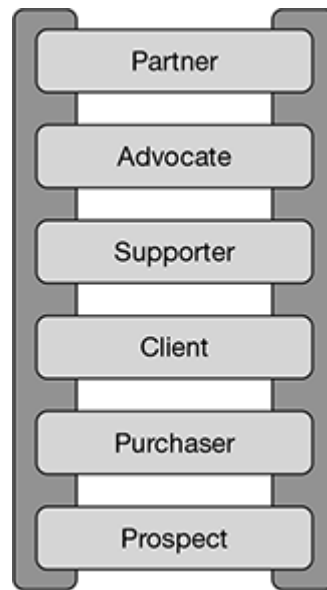 Partner
Advocate
Supporter
Client
Purchaser
Prospect